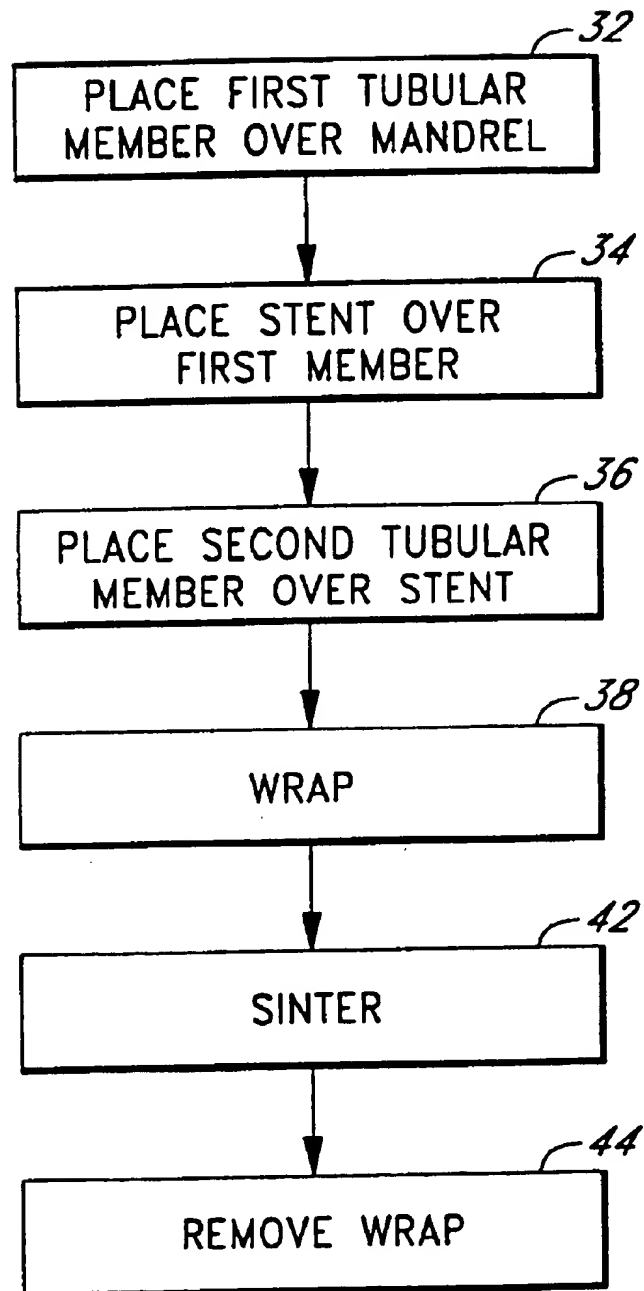 32
PLACE FIRST TUBULAR
MEMBER OVER MANDREL
34
PLACE STENT OVER
FIRST MEMBER
36
PLACE SECOND TUBULAR
MEMBER OVER STENT
38
WRAP
42
SINTER
44
REMOVE WRAP